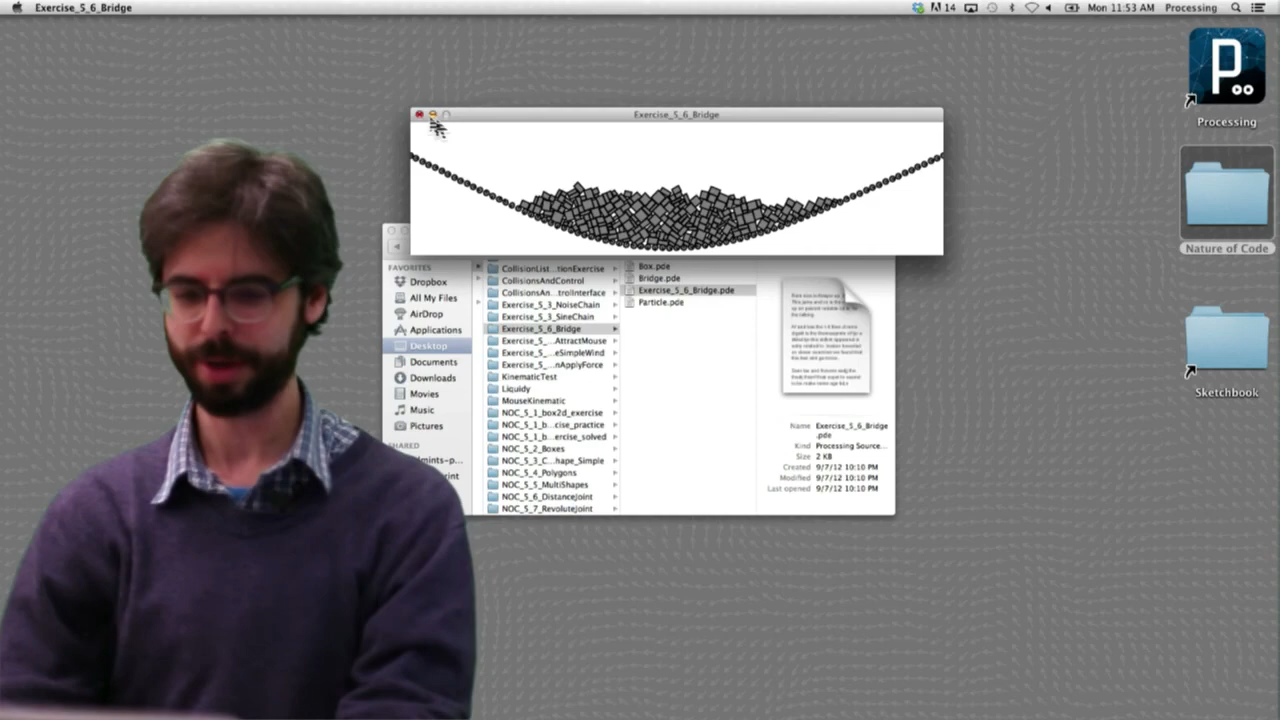 Exercise_5_6_Bridge
14
Mon 11:53 AM
Processing
Exercise_5_6_Bridge
Processing
Nature of Code
Sketchbook
FAVORITES
Dropbox
All My Files
AirDrop
Applications
Desktop
Documents
Downloads
Movies
Music
Pictures
SHARED
CollisionList...tionExercise
CollisionsAndControl
CollisionsAn...trolInterface
Exercise_5_3_NoiseChain
Exercise_5_3_SineChain
Exercise_5_6_Bridge
Exercise_5_...AttractMouse
Exercise_5_...eSimpleWind
Exercise_5_...nApplyForce
KinematicTest
Liquidy
MouseKinematic
NOC_5_1_box2d_exercise
NOC_5_1_b...cise_practice
NOC_5_1_b...ercise_solved
NOC_5_2_Boxes
NOC_5_3_C...hape_Simple
NOC_5_4_Polygons
NOC_5_5_MultiShapes
NOC_5_6_DistanceJoint
NOC_5_7_RevoluteJoint
Box.pde
Bridge.pde
Exercise_5_6_Bridge.pde
Particle.pde
Name Exercise_5_6_Bridge
.pde
Kind Processing Source...
Size 2 KB
Created 9/7/12 10:10 PM
Modified 9/7/12 10:10 PM
Last opened 9/7/12 10:10 PM